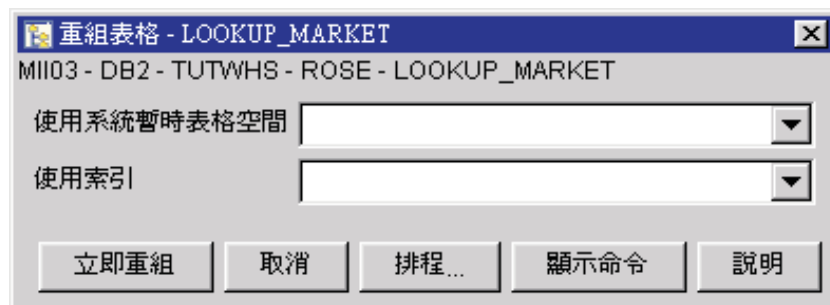 重組表格 - LOOKUP_MARKET
MII03 - DB2 - TUTWHS - ROSE - LOOKUP_MARKET
使用系統暫時表格空間
使用索引
立即重組 取消 排程... 顯示命令 說明